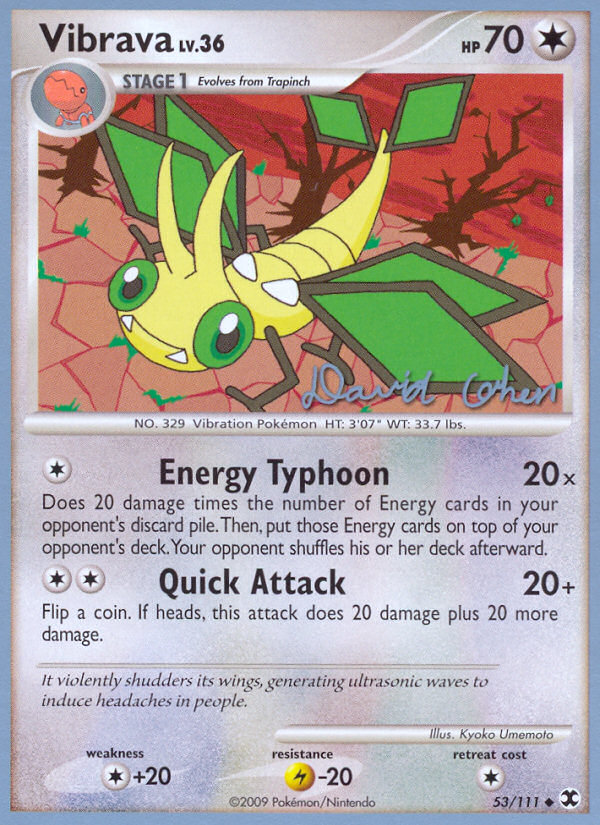 Vibrava LV.36
HP 70
STAGE 1 Evolves from Trapinch
David Cohen
NO. 329 Vibration Pokémon HT: 3'07" WT: 33.7 lbs.
Energy Typhoon 20x
Does 20 damage times the number of Energy cards in your
opponent's discard pile. Then, put those Energy cards on top of your
opponent's deck. Your opponent shuffles his or her deck afterward.
Quick Attack 20+
Flip a coin. If heads, this attack does 20 damage plus 20 more
damage.
It violently shudders its wings, generating ultrasonic waves to
induce headaches in people.
Illus. Kyoko Umemoto
weakness resistance retreat cost
+20 -20
©2009 Pokémon/Nintendo 53/111